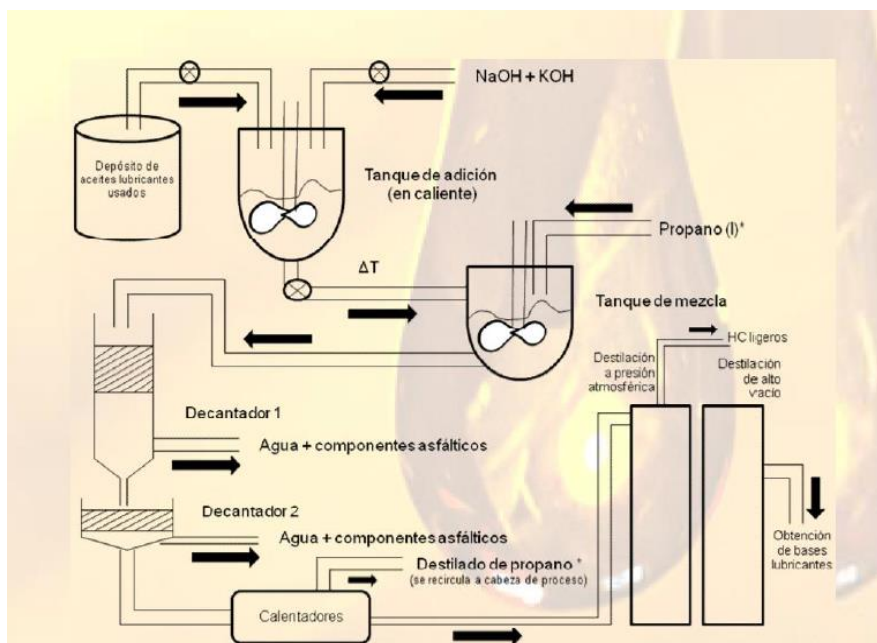 NaOH + KOH
Depósito de
aceites lubricantes
usados
Tanque de adición
(en caliente)
Propano (l)*
ΔT
Tanque de mezcla
HC ligeros
Destilación
a presión
atmosférica
Destilación
de alto
vacío
Decantador 1
Agua + componentes asfálticos
Decantador 2
Agua + componentes asfálticos
Destilado de propano *
(se recircula a cabeza de proceso)
Calentadores
Obtención
de bases
lubricantes